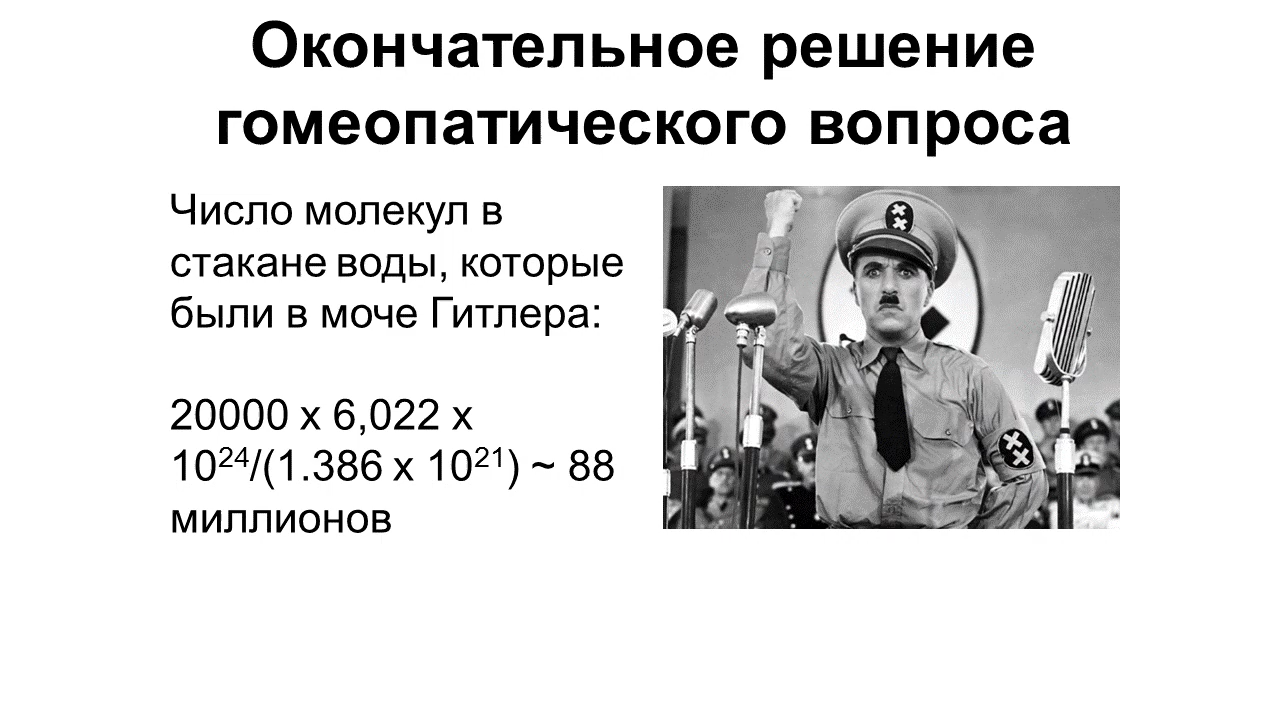 Окончательное решение
гомеопатического вопроса
Число молекул в
стакане воды, которые
были в моче Гитлера:
20000 x 6,022 x
10²⁴/(1.386 x 10²¹) ~ 88
миллионов